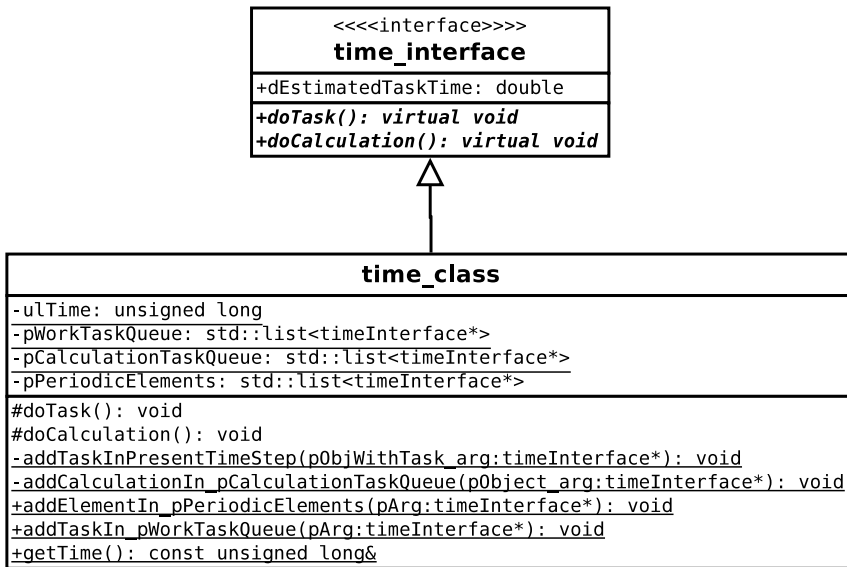 <<<<interface>>>>
time_interface
+dEstimatedTaskTime: double
+doTask(): virtual void
+doCalculation(): virtual void
time_class
-ulTime: unsigned long
-pWorkTaskQueue: std::list<timeInterface*>
-pCalculationTaskQueue: std::list<timeInterface*>
-pPeriodicElements: std::list<timeInterface*>
#doTask(): void
#doCalculation(): void
-addTaskInPresentTimeStep(pObjWithTask_arg:timeInterface*): void
-addCalculationIn_pCalculationTaskQueue(pObject_arg:timeInterface*): void
+addElementIn_pPeriodicElements(pArg:timeInterface*): void
+addTaskIn_pWorkTaskQueue(pArg:timeInterface*): void
+getTime(): const unsigned long&